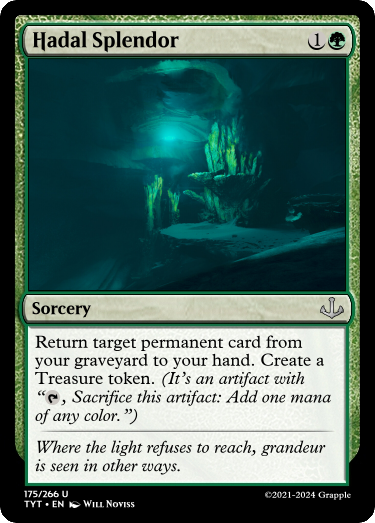 Hadal Splendor 1
Sorcery
Return target permanent card from
your graveyard to your hand. Create a
Treasure token. (It's an artifact with
“, Sacrifice this artifact: Add one mana
of any color.”)
Where the light refuses to reach, grandeur
is seen in other ways.
175/266 U
TYT • EN Will Noviss
©2021-2024 Grapple